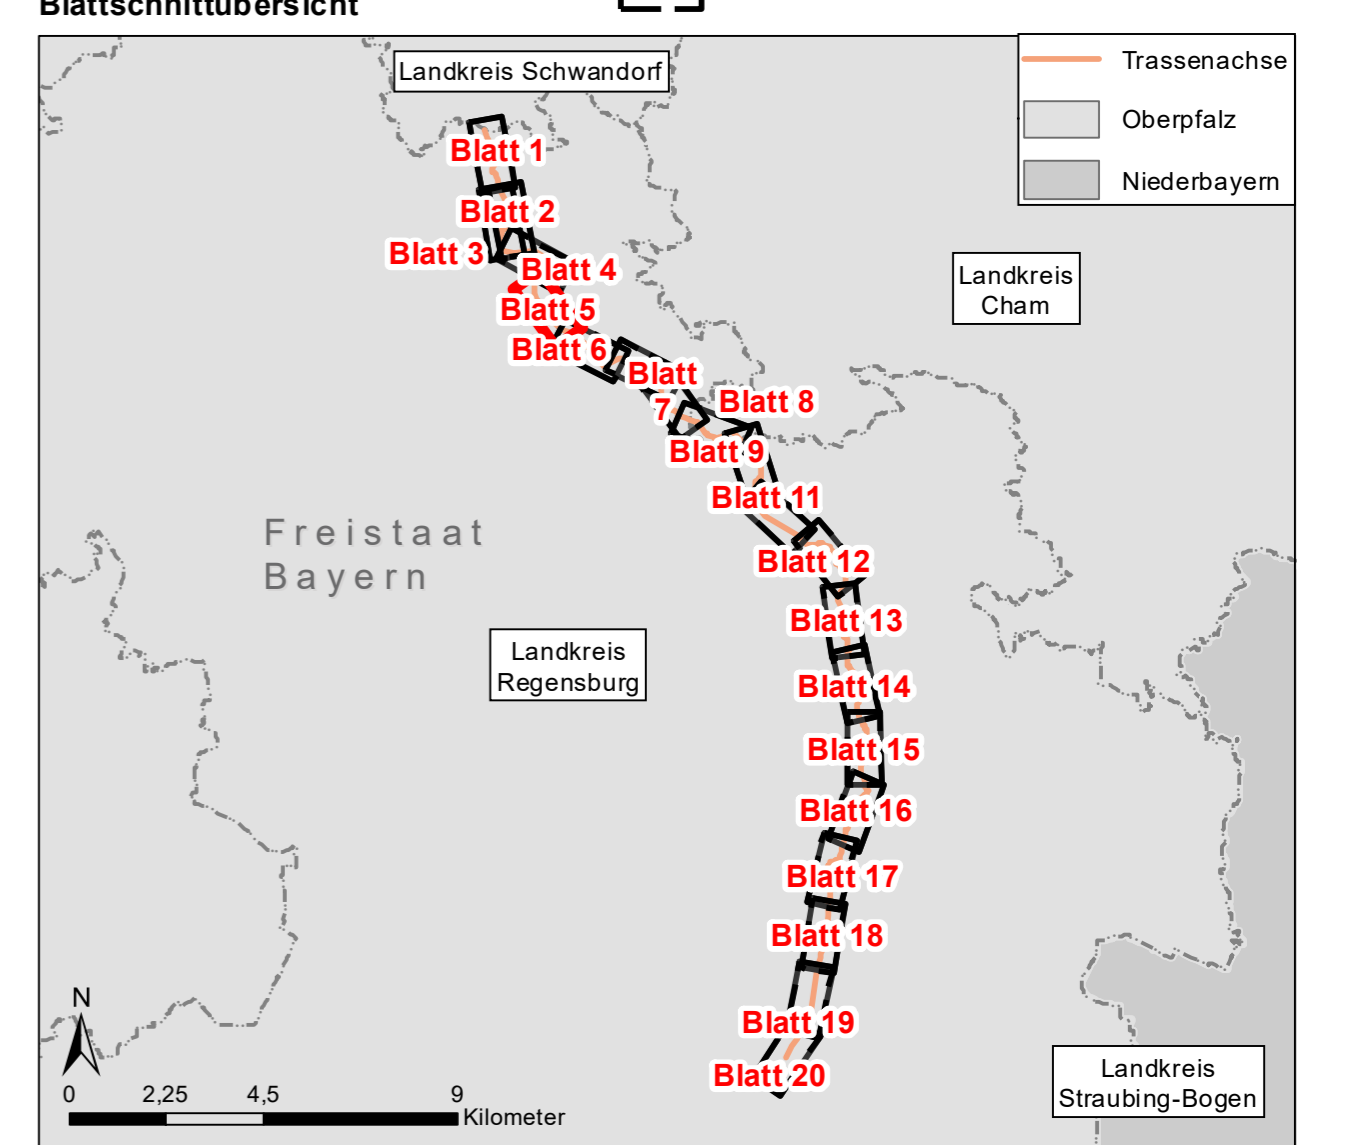 Blattschnittübersicht
Landkreis Schwandorf
Trassenachse
Oberpfalz
Niederbayern
Blatt 1
Blatt 2
Blatt 3
Blatt 4
Blatt 5
Blatt 6
Blatt
7
Blatt 8
Blatt 9
Blatt 11
Blatt 12
Blatt 13
Blatt 14
Blatt 15
Blatt 16
Blatt 17
Blatt 18
Blatt 19
Blatt 20
Landkreis
Cham
Freistaat
Bayern
Landkreis
Regensburg
Landkreis
Straubing-Bogen
N
0 2,25 4,5 9
Kilometer